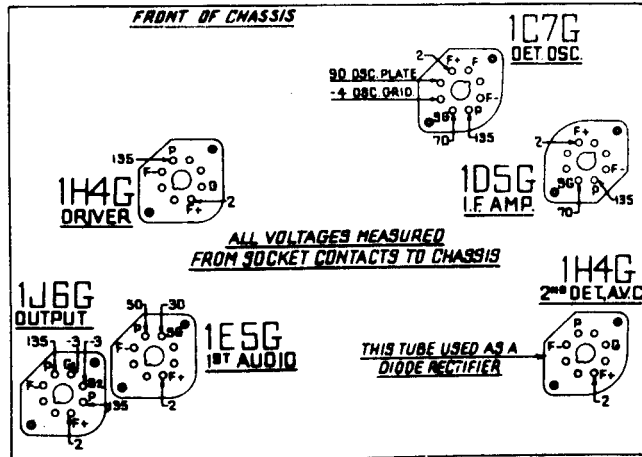 FRONT OF CHASSIS
1C7G
DET. OSC.
2
F+
F
90 OSC. PLATE
-4 OSC. GRID
F-
SG
P
70
135
1H4G
DRIVER
P
135
F-
G
F+
2
1D5G
I.F. AMP.
F+
2
F-
SG
P
70
135
ALL VOLTAGES MEASURED
FROM SOCKET CONTACTS TO CHASSIS
1J6G
OUTPUT
135
-3
-3
P
F-
P
135
F+
2
1E5G
1ST AUDIO
50
30
P
SG
F-
F+
2
1H4G
2ND DET, A.V.C.
P
F-
G
F+
2
THIS TUBE USED AS A
DIODE RECTIFIER